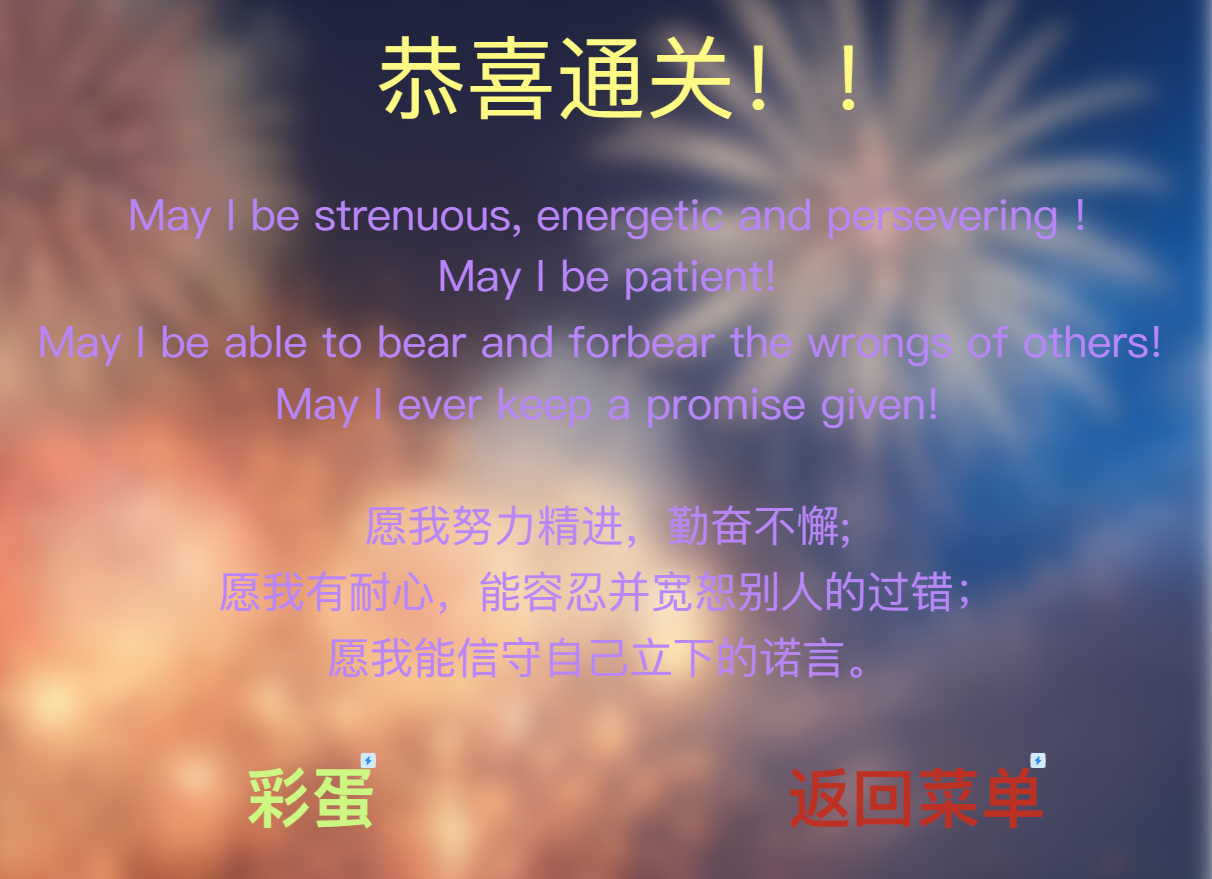 恭喜通关！！
May I be strenuous, energetic and persevering !
May I be patient!
May I be able to bear and forbear the wrongs of others!
May I ever keep a promise given!
愿我努力精进，勤奋不懈;
愿我有耐心，能容忍并宽恕别人的过错；
愿我能信守自己立下的诺言。
彩蛋 返回菜单